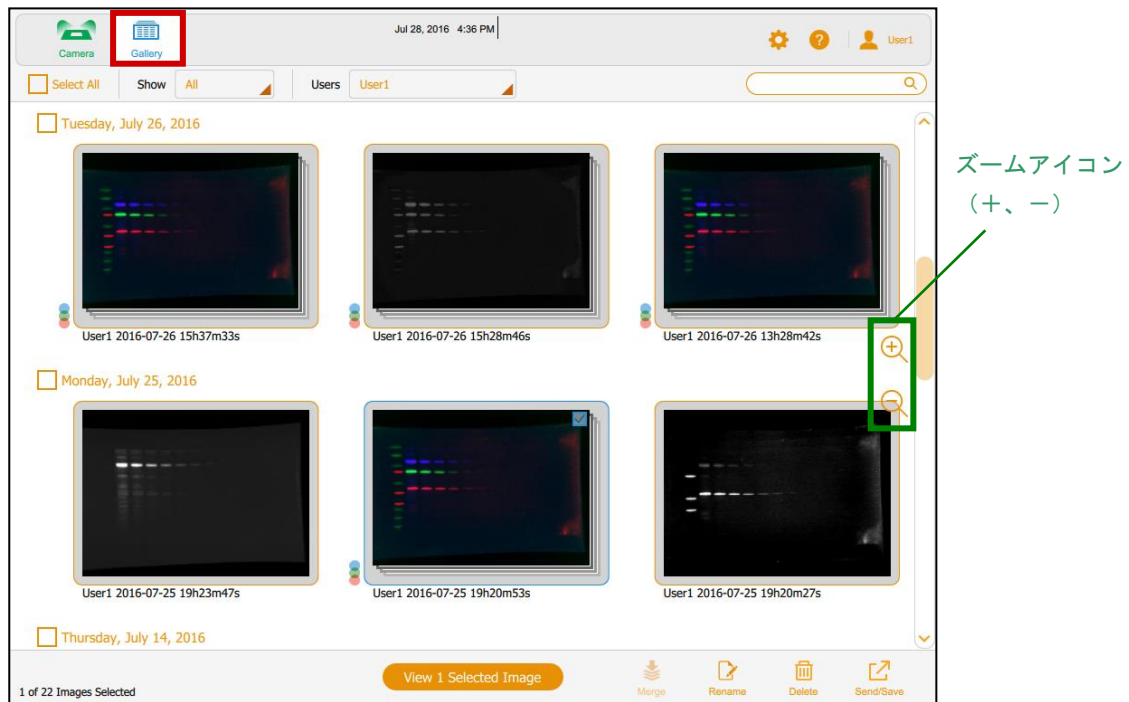 Jul 28, 2016 4:36 PM
Camera
Gallery
User1
Select All
Show
All
Users
User1
Tuesday, July 26, 2016
ズームアイコン
（＋、－）
User1 2016-07-26 15h37m33s
User1 2016-07-26 15h28m46s
User1 2016-07-26 13h28m42s
Monday, July 25, 2016
User1 2016-07-25 19h23m47s
User1 2016-07-25 19h20m53s
User1 2016-07-25 19h20m27s
Thursday, July 14, 2016
1 of 22 Images Selected
View 1 Selected Image
Merge
Rename
Delete
Send/Save